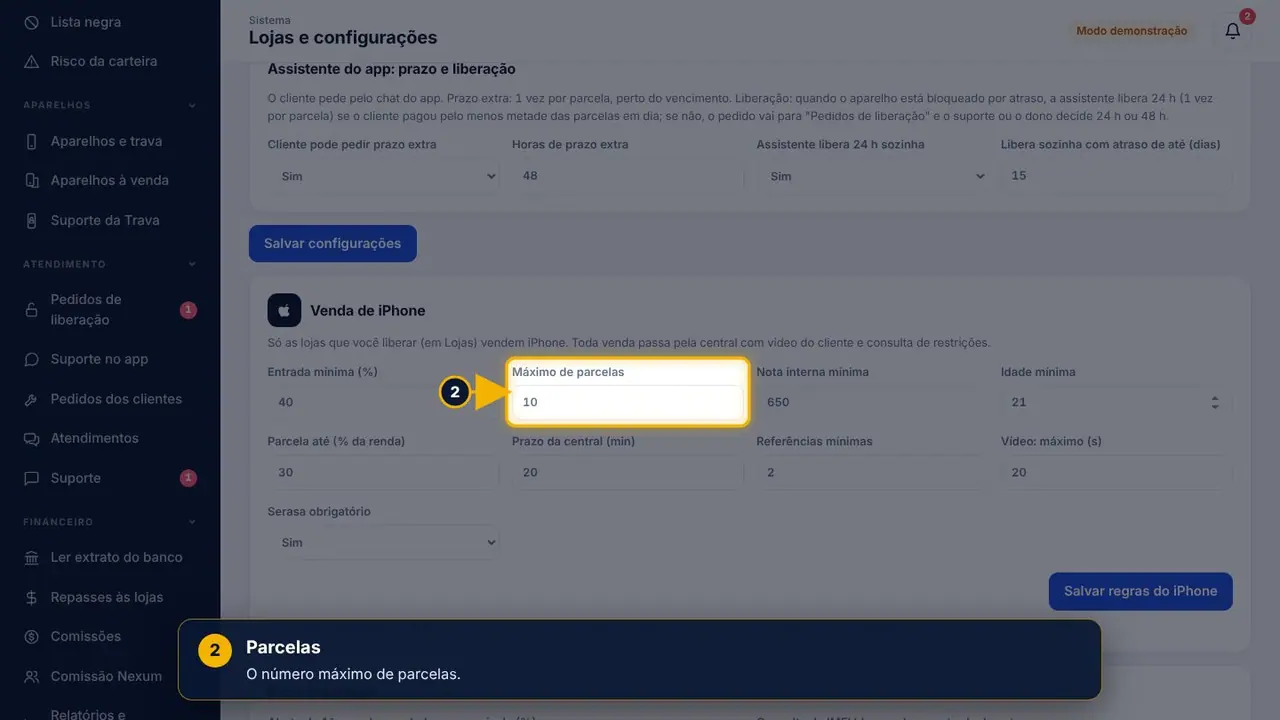 Lista negra
Risco da carteira
APARELHOS
Aparelhos e trava
Aparelhos à venda
Suporte da Trava
ATENDIMENTO
Pedidos de
liberação
1
Suporte no app
Pedidos dos clientes
Atendimentos
Suporte
1
FINANCEIRO
Ler extrato do banco
Repasses às lojas
Comissões
Comissão Nexum
Relatórios e
Sistema
Lojas e configurações
Modo demonstração
2
Assistente do app: prazo e liberação
O cliente pede pelo chat do app. Prazo extra: 1 vez por parcela, perto do vencimento. Liberação: quando o aparelho está bloqueado por atraso, a assistente libera 24 h (1 vez
por parcela) se o cliente pagou pelo menos metade das parcelas em dia; se não, o pedido vai para "Pedidos de liberação" e o suporte ou o dono decide 24 h ou 48 h.
Cliente pode pedir prazo extra
Horas de prazo extra
Assistente libera 24 h sozinha
Libera sozinha com atraso de até (dias)
Sim
48
Sim
15
Salvar configurações
Venda de iPhone
Só as lojas que você liberar (em Lojas) vendem iPhone. Toda venda passa pela central com vídeo do cliente e consulta de restrições.
Entrada mínima (%)
Máximo de parcelas
Nota interna mínima
Idade mínima
40
2
10
650
21
Parcela até (% da renda)
Prazo da central (min)
Referências mínimas
Vídeo: máximo (s)
30
20
2
20
Serasa obrigatório
Sim
Salvar regras do iPhone
2
Parcelas
O número máximo de parcelas.